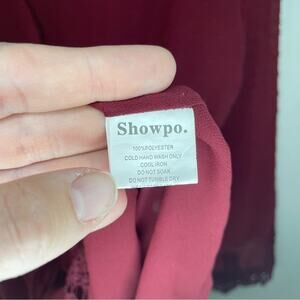 Showpo.
100%POLYESTER
COLD HAND WASH ONLY
COOL IRON
DO NOT SOAK
DO NOT TUMBLE DRY